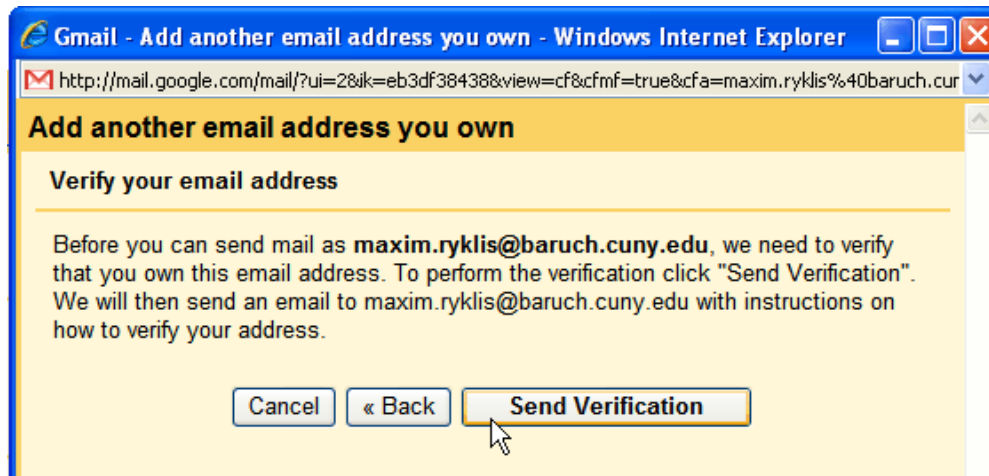 Gmail - Add another email address you own - Windows Internet Explorer
http://mail.google.com/mail/?ui=2&ik=eb3df38438&view=cf&cfmf=true&cfa=maxim.ryklis%40baruch.cur
Add another email address you own
Verify your email address
Before you can send mail as maxim.ryklis@baruch.cuny.edu, we need to verify
that you own this email address. To perform the verification click "Send Verification".
We will then send an email to maxim.ryklis@baruch.cuny.edu with instructions on
how to verify your address.
Cancel « Back Send Verification